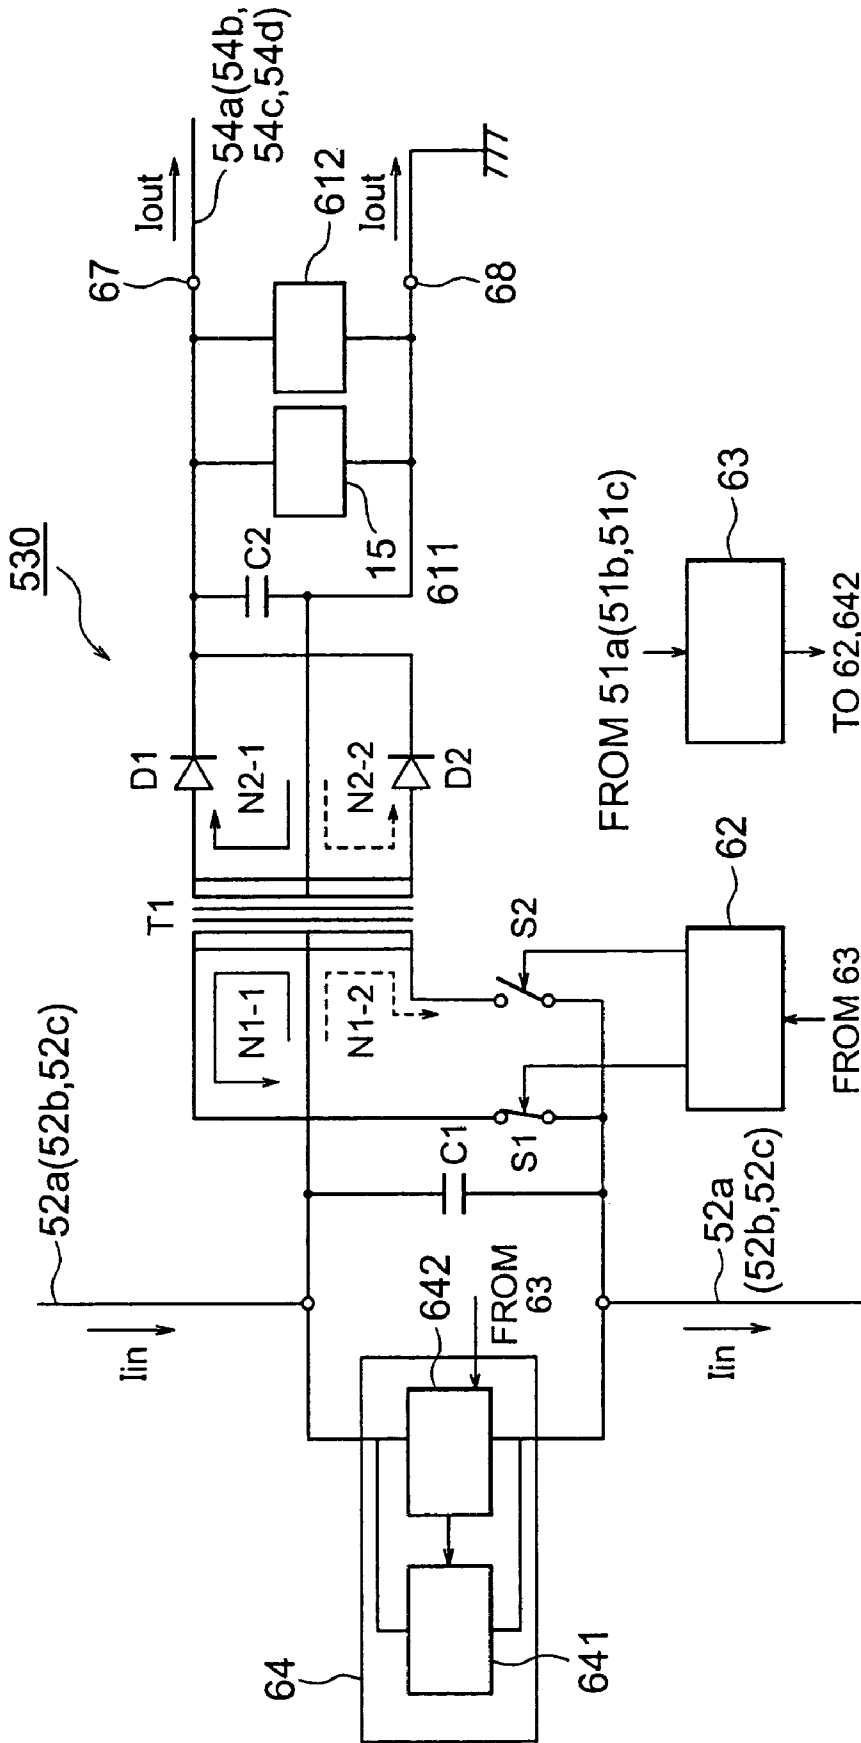 530
52a(52b,52c)
Iin
67
Iout
54a(54b,
54c,54d)
T1
D1
N1-1
N2-1
C2
15
612
Iout
N1-2
N2-2
D2
611
68
64
642
641
FROM
63
C1
S1
S2
52a
(52b,52c)
Iin
62
FROM 63
FROM 51a(51b,51c)
63
TO 62,642